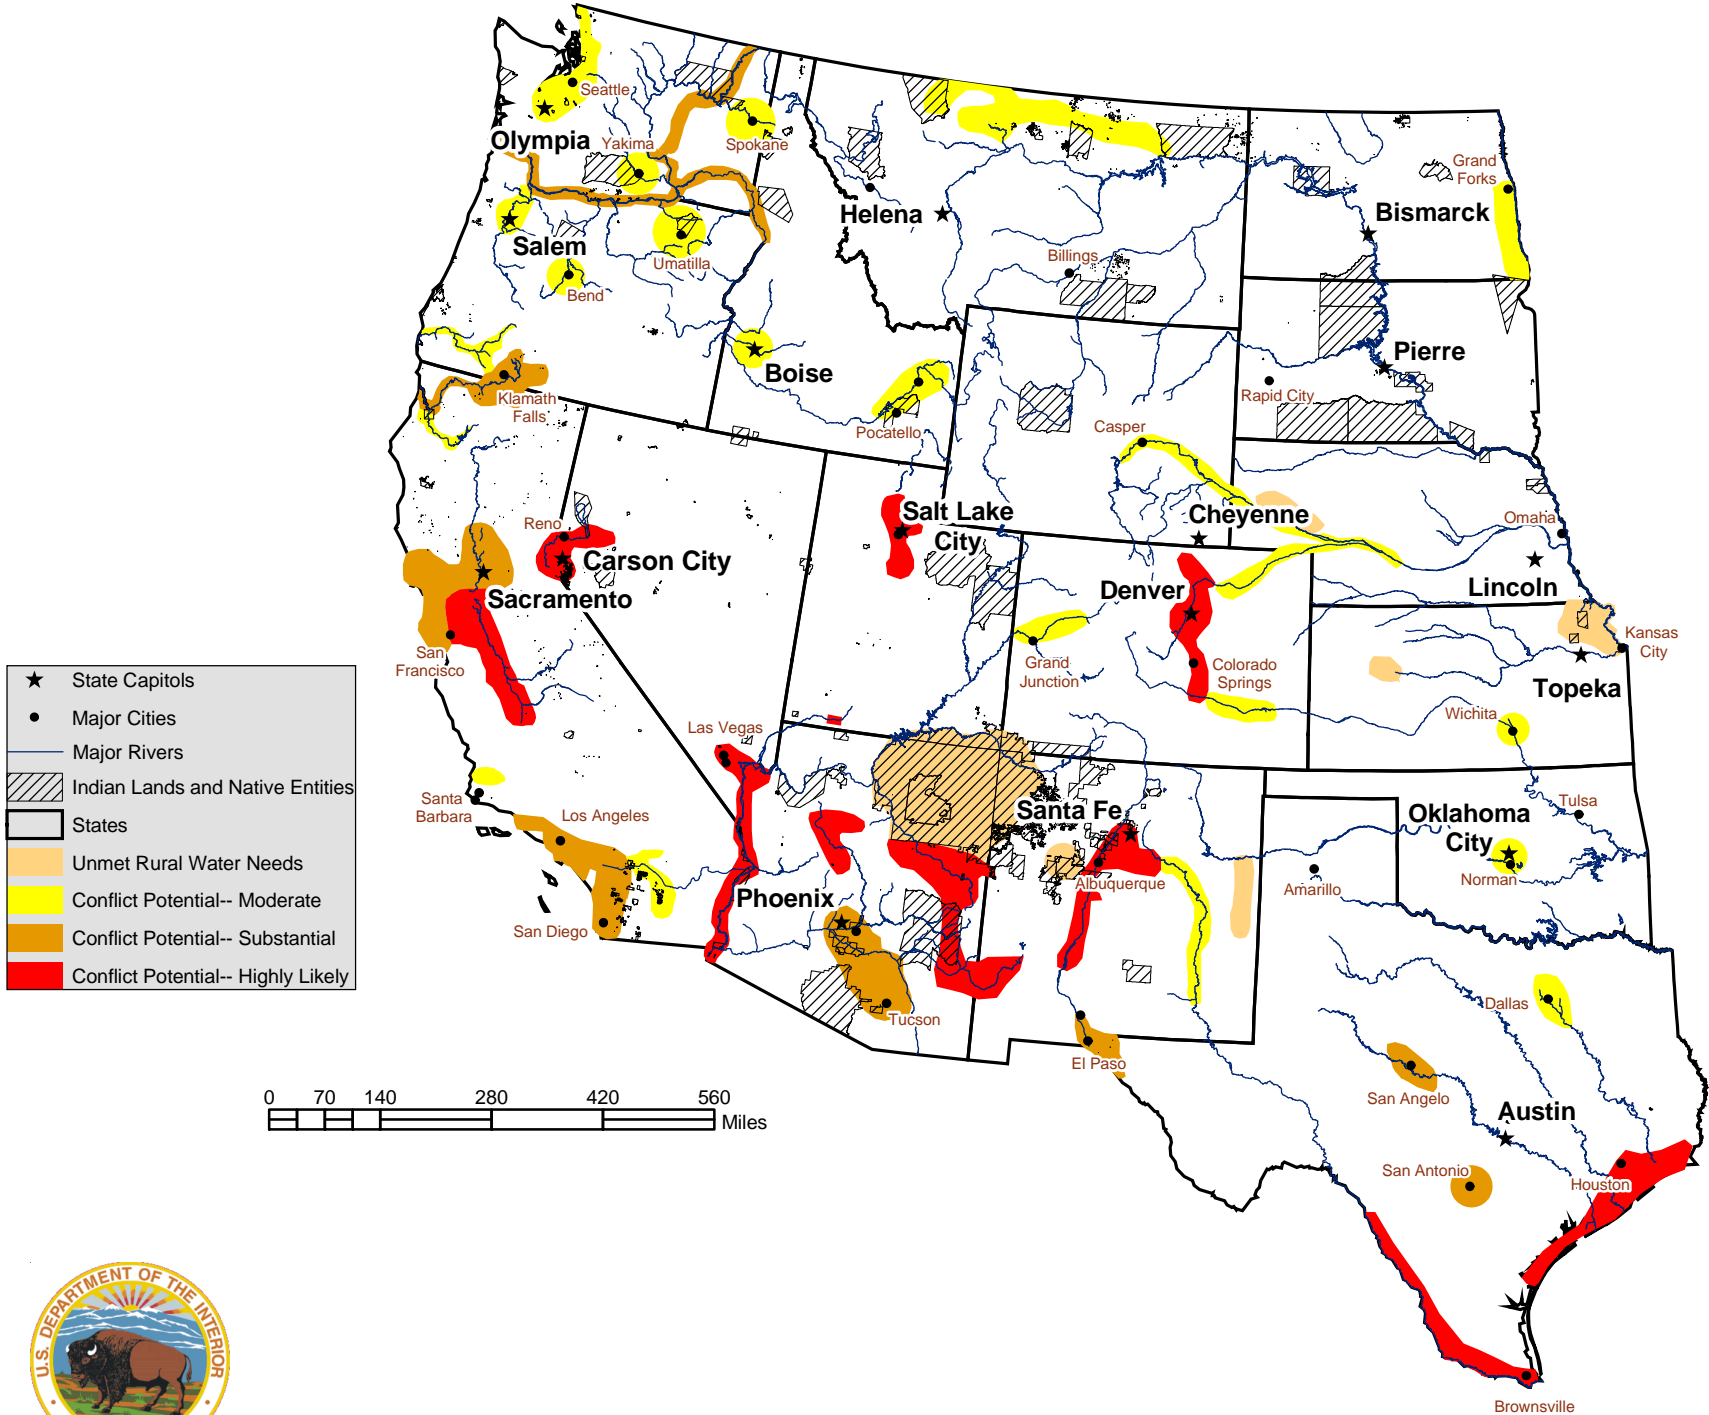 Seattle
Olympia
Yakima
Spokane
Grand
Forks
Helena
Bismarck
Salem
Umatilla
Billings
Bend
Pierre
Boise
Rapid City
Klamath
Falls
Pocatello
Casper
Salt Lake
City
Cheyenne
Omaha
Reno
Carson City
Lincoln
Denver
Sacramento
Kansas
City
San
Francisco
Grand
Junction
Colorado
Springs
Topeka
Wichita
Las Vegas
Santa
Barbara
Los Angeles
Santa Fe
Oklahoma
City
Tulsa
Norman
Albuquerque
Amarillo
Phoenix
San Diego
Tucson
Dallas
El Paso
San Angelo
Austin
San Antonio
Houston
Brownsville
State Capitols
Major Cities
Major Rivers
Indian Lands and Native Entities
States
Unmet Rural Water Needs
Conflict Potential-- Moderate
Conflict Potential-- Substantial
Conflict Potential-- Highly Likely
0 70 140 280 420 560
Miles
U.S. DEPARTMENT OF THE INTERIOR